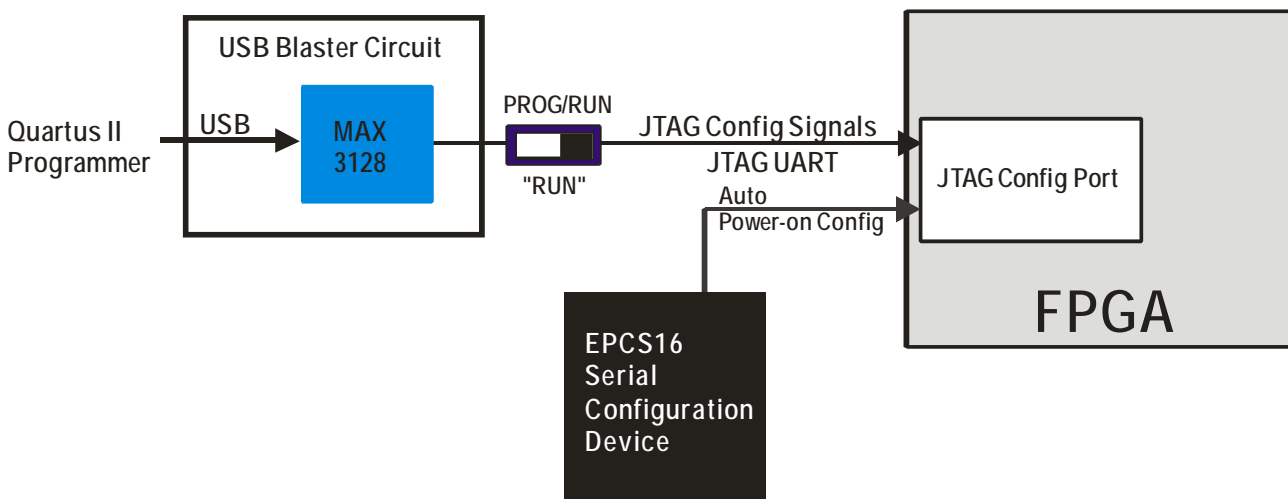 USB Blaster Circuit
Quartus II
Programmer
USB
MAX
3128
PROG/RUN
"RUN"
JTAG Config Signals
JTAG UART
Auto
Power-on Config
JTAG Config Port
FPGA
EPCS16
Serial
Configuration
Device